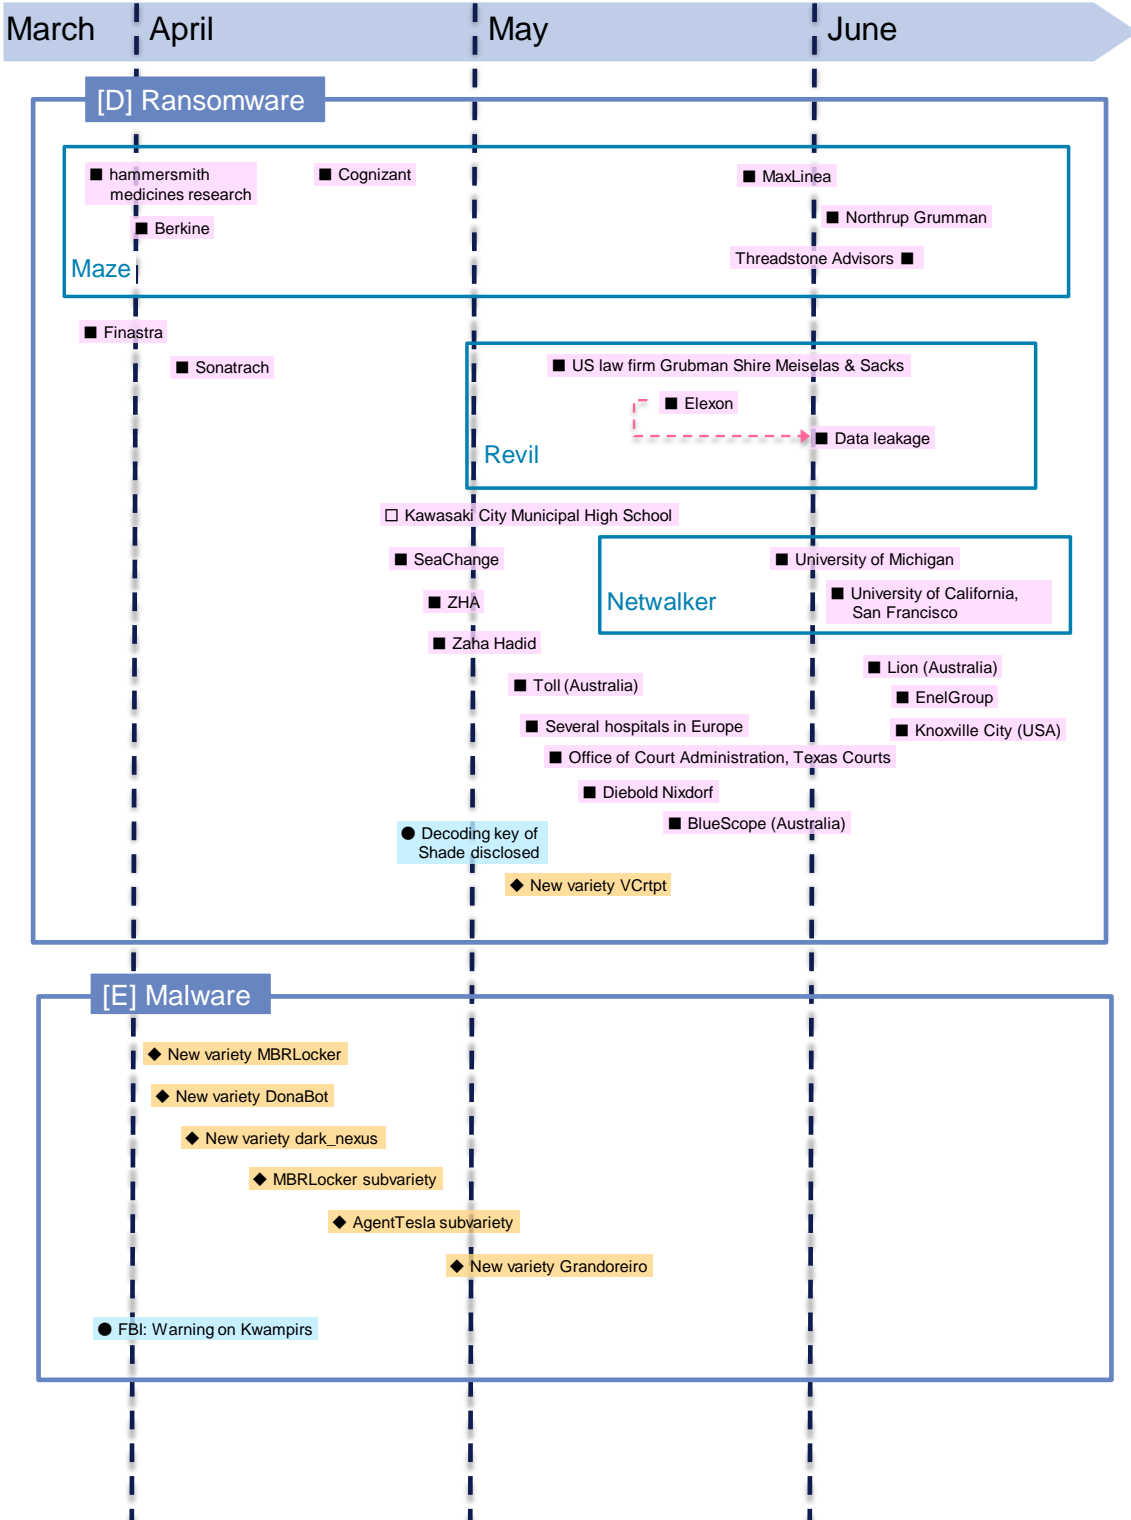 March
April
May
June
[D] Ransomware
■ hammersmith
medicines research
■ Cognizant
■ MaxLinea
■ Berkine
■ Northrup Grumman
Threadstone Advisors ■
Maze
■ Finastra
■ Sonatrach
■ US law firm Grubman Shire Meiselas & Sacks
■ Elexon
■ Data leakage
Revil
□ Kawasaki City Municipal High School
■ SeaChange
■ University of Michigan
■ ZHA
Netwalker
■ University of California,
San Francisco
■ Zaha Hadid
■ Lion (Australia)
■ Toll (Australia)
■ EnelGroup
■ Several hospitals in Europe
■ Knoxville City (USA)
■ Office of Court Administration, Texas Courts
■ Diebold Nixdorf
■ BlueScope (Australia)
● Decoding key of
Shade disclosed
◆ New variety VCrtpt
[E] Malware
◆ New variety MBRLocker
◆ New variety DonaBot
◆ New variety dark_nexus
◆ MBRLocker subvariety
◆ AgentTesla subvariety
◆ New variety Grandoreiro
● FBI: Warning on Kwampirs